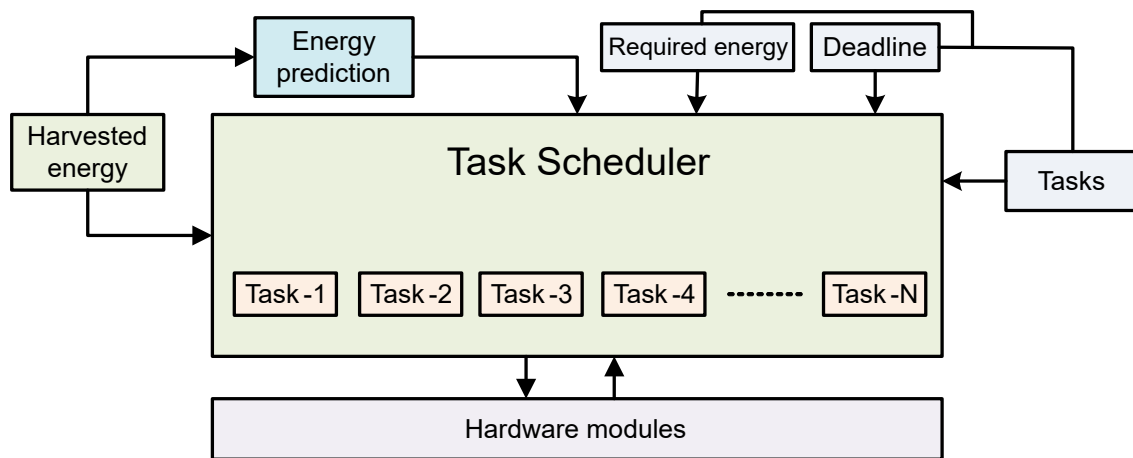 Energy
prediction
Required energy
Deadline
Harvested
energy
Task Scheduler
Tasks
Task-1
Task-2
Task-3
Task-4
Task-N
Hardware modules